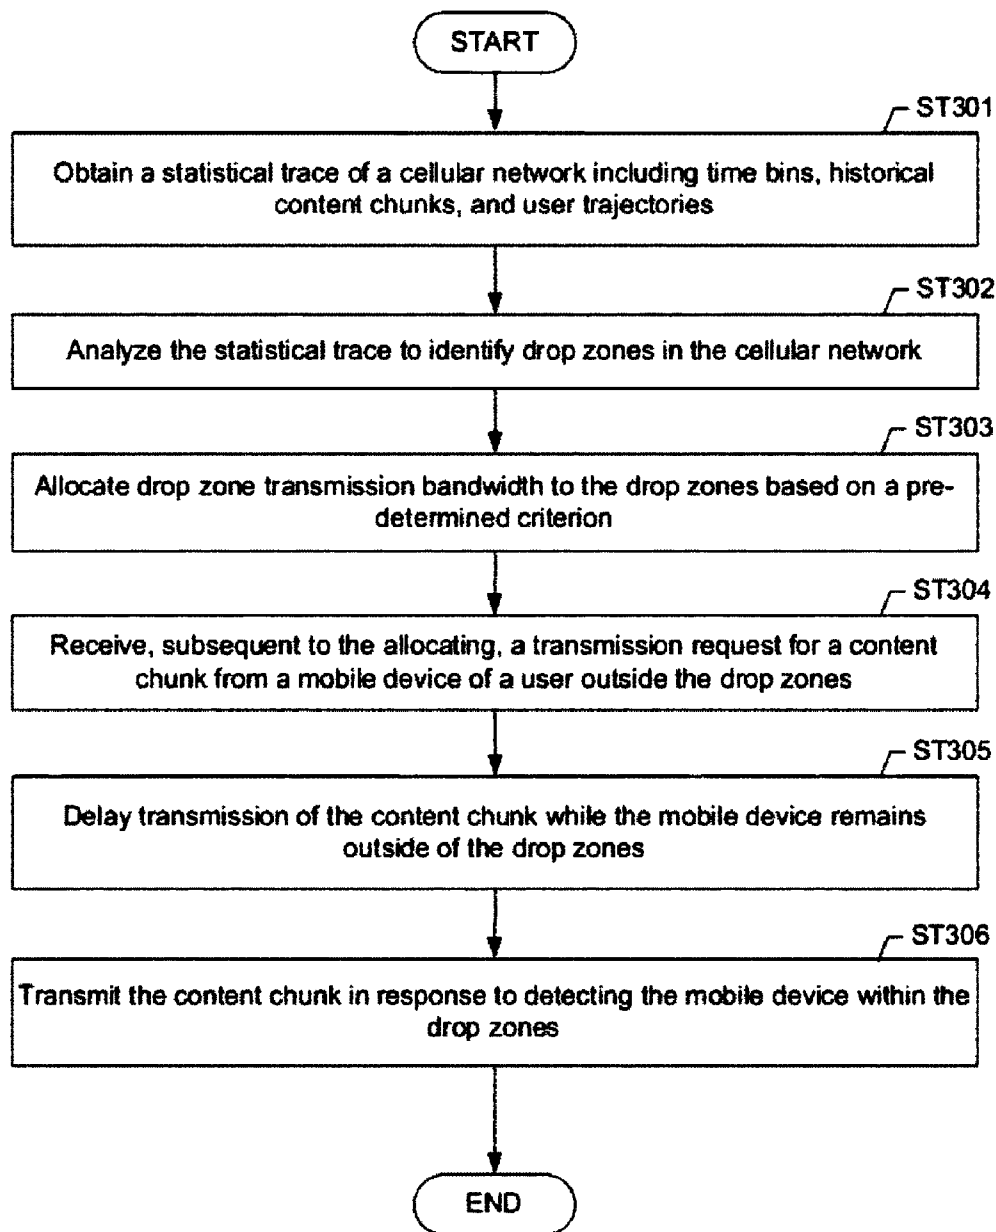 START
ST301
Obtain a statistical trace of a cellular network including time bins, historical
content chunks, and user trajectories
ST302
Analyze the statistical trace to identify drop zones in the cellular network
ST303
Allocate drop zone transmission bandwidth to the drop zones based on a pre-
determined criterion
ST304
Receive, subsequent to the allocating, a transmission request for a content
chunk from a mobile device of a user outside the drop zones
ST305
Delay transmission of the content chunk while the mobile device remains
outside of the drop zones
ST306
Transmit the content chunk in response to detecting the mobile device within the
drop zones
END